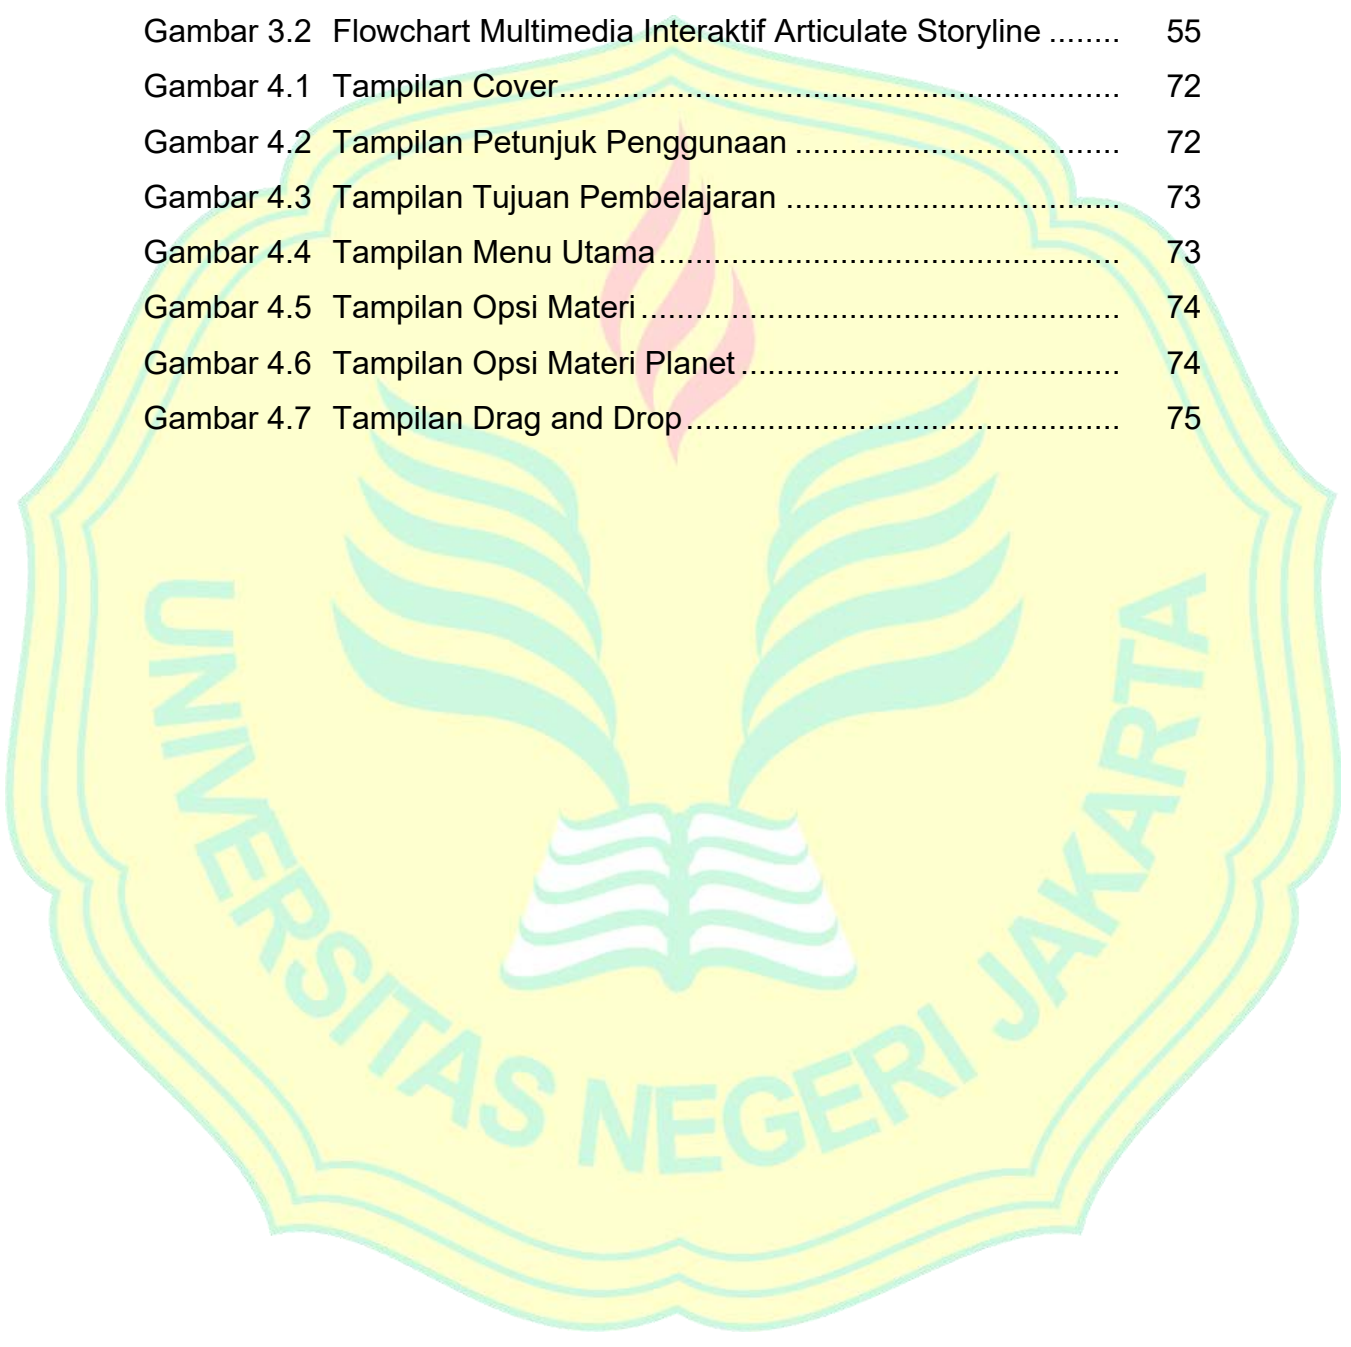 Gambar 3.2 Flowchart Multimedia Interaktif Articulate Storyline ........ 55
Gambar 4.1 Tampilan Cover.............................................................. 72
Gambar 4.2 Tampilan Petunjuk Penggunaan .................................... 72
Gambar 4.3 Tampilan Tujuan Pembelajaran ..................................... 73
Gambar 4.4 Tampilan Menu Utama................................................... 73
Gambar 4.5 Tampilan Opsi Materi ..................................................... 74
Gambar 4.6 Tampilan Opsi Materi Planet.......................................... 74
Gambar 4.7 Tampilan Drag and Drop................................................ 75
UNIVERSITAS NEGERI JAKARTA